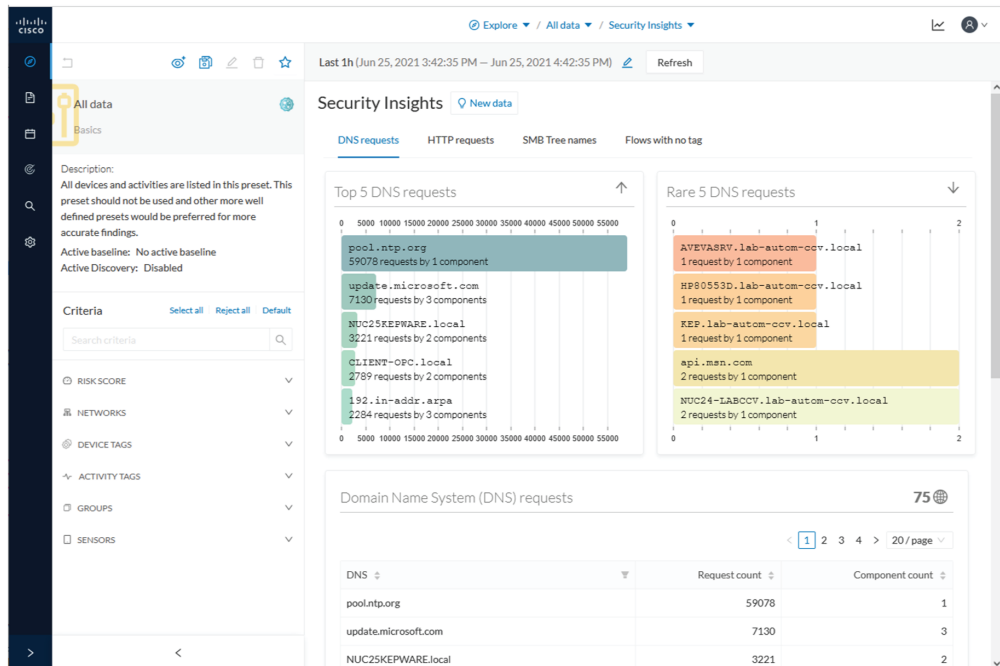 cisco
Explore / All data / Security Insights
Last 1h (Jun 25, 2021 3:42:35 PM — Jun 25, 2021 4:42:35 PM) Refresh
All data
Basics
Description:
All devices and activities are listed in this preset. This
preset should not be used and other more well
defined presets would be preferred for more
accurate findings.
Active baseline: No active baseline
Active Discovery: Disabled
Criteria Select all Reject all Default
Search criteria
RISK SCORE
NETWORKS
DEVICE TAGS
ACTIVITY TAGS
GROUPS
SENSORS
Security Insights New data
DNS requests HTTP requests SMB Tree names Flows with no tag
Top 5 DNS requests
0 5000 10000 15000 20000 25000 30000 35000 40000 45000 50000 55000
pool.ntp.org
59078 requests by 1 component
update.microsoft.com
7130 requests by 3 components
NUC25KEPWARE.local
3221 requests by 2 components
CLIENT-OPC.local
2789 requests by 2 components
192.in-addr.arpa
2284 requests by 3 components
0 5000 10000 15000 20000 25000 30000 35000 40000 45000 50000 55000
Rare 5 DNS requests
0 1 2
AVEVASRV.lab-autom-ccv.local
1 request by 1 component
HP80553D.lab-autom-ccv.local
1 request by 1 component
KEP.lab-autom-ccv.local
1 request by 1 component
api.msn.com
2 requests by 1 component
NUC24-LABCCV.lab-autom-ccv.local
2 requests by 1 component
0 1 2
Domain Name System (DNS) requests 75
< 1 2 3 4 > 20 / page
DNS Request count Component count
pool.ntp.org 59078 1
update.microsoft.com 7130 3
NUC25KEPWARE.local 3221 2